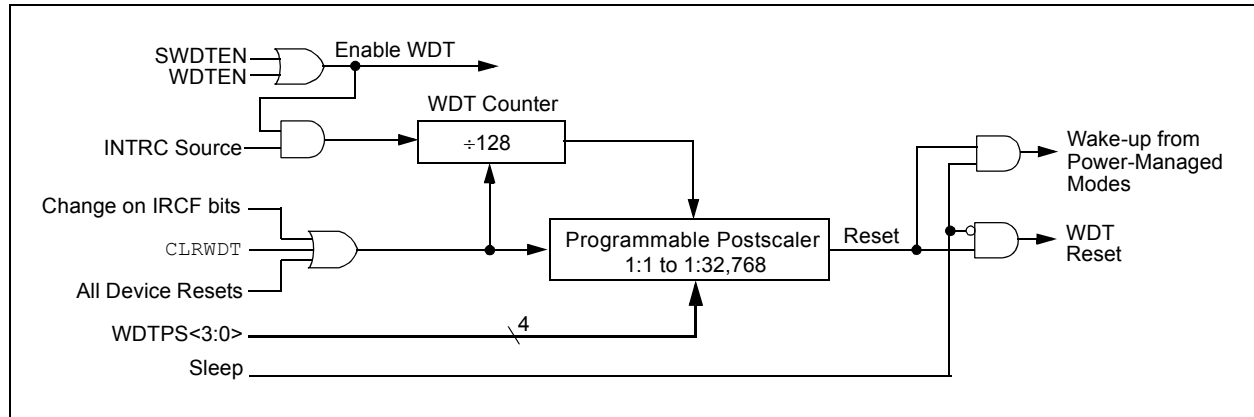 SWDTEN
WDTEN
Enable WDT
WDT Counter
INTRC Source
÷128
Wake-up from
Power-Managed
Modes
Change on IRCF bits
CLRWDT
All Device Resets
Programmable Postscaler
1:1 to 1:32,768
Reset
WDT
Reset
WDTPS<3:0>
4
Sleep